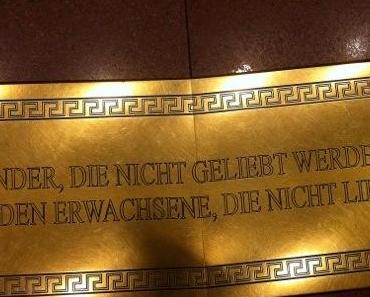 NDER, DIE NICHT GELIEBT WERDE
DEN ERWACHSENE, DIE NICHT LI